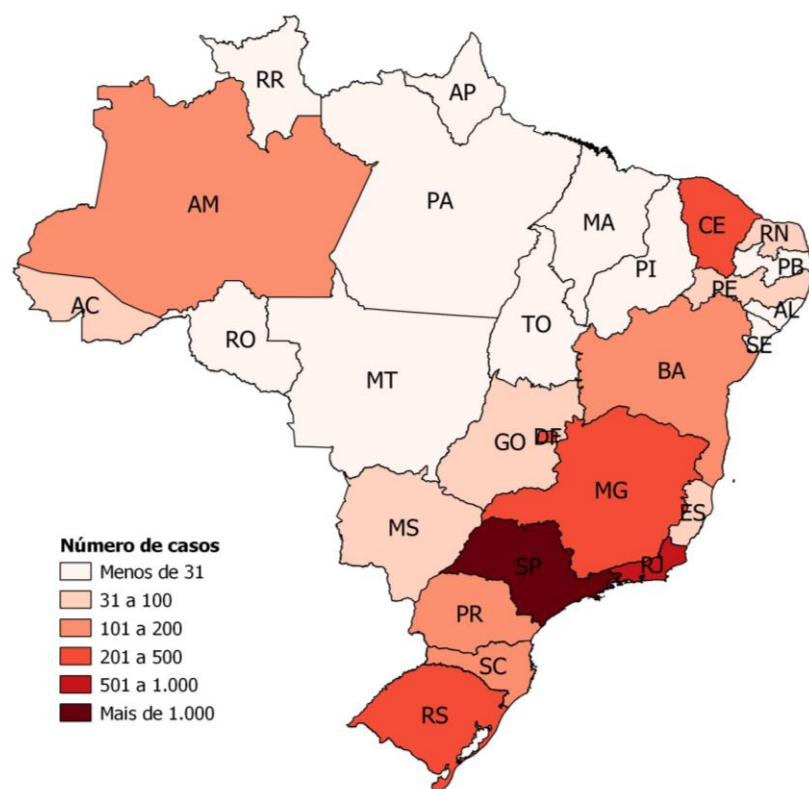 RR
AP
AM
PA
MA
CE
RN
PB
PI
PE
AC
AL
TO
RO
SE
BA
MT
DF
GO
MG
ES
MS
Número de casos
SP
RJ
Menos de 31
31 a 100
PR
101 a 200
201 a 500
SC
501 a 1.000
Mais de 1.000
RS